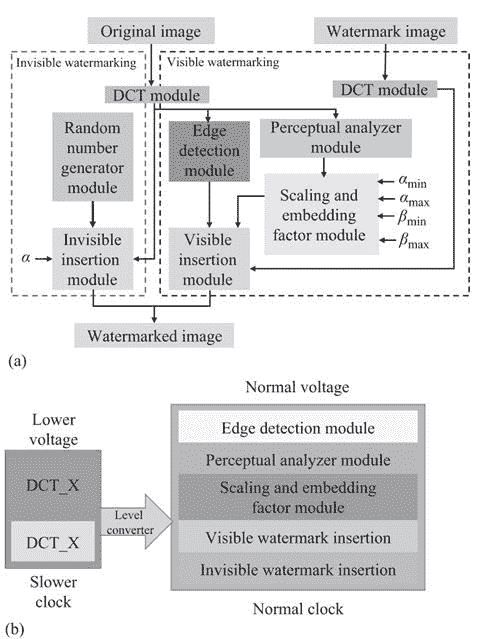 Original image
Watermark image
Invisible watermarking
Visible watermarking
DCT module
DCT module
Random
number
generator
module
Edge
detection
module
Perceptual analyzer
module
Scaling and
embedding
factor module
αmin
αmax
βmin
βmax
α
Invisible
insertion
module
Visible
insertion
module
Watermarked image
(a)
Normal voltage
Lower
voltage
DCT_X
DCT_X
Slower
clock
Level
converter
Edge detection module
Perceptual analyzer module
Scaling and embedding
factor module
Visible watermark insertion
Invisible watermark insertion
Normal clock
(b)